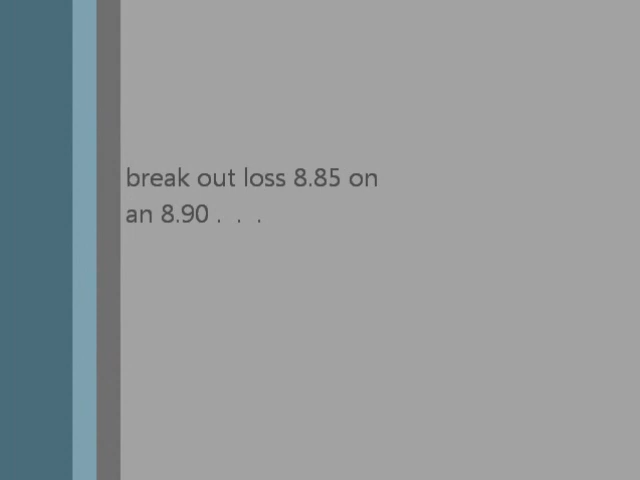 break out loss 8.85 on
an 8.90 . . .